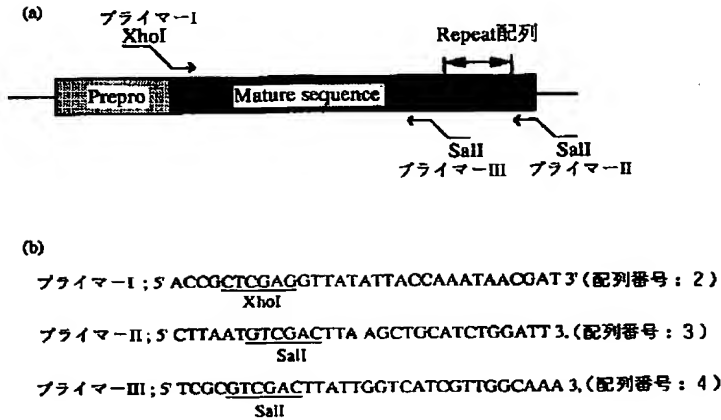 (a)
プライマーI
XhoI
Repeat配列
Prepro
Mature sequence
SalI
プライマーIII
SalI
プライマーII
(b)
プライマーI ; 5' ACCGCTCGAGGTTATATTACCAAATAACGAT 3' (配列番号 : 2)
XhoI
プライマーII ; 5' CTTAATGTCGACTTA AGCTGCATCTGGATT 3. (配列番号 : 3)
SalI
プライマーIII ; 5' TCGCGTCGACTTATTGGTCATCGTTGGCAAA 3, (配列番号 : 4)
SalI